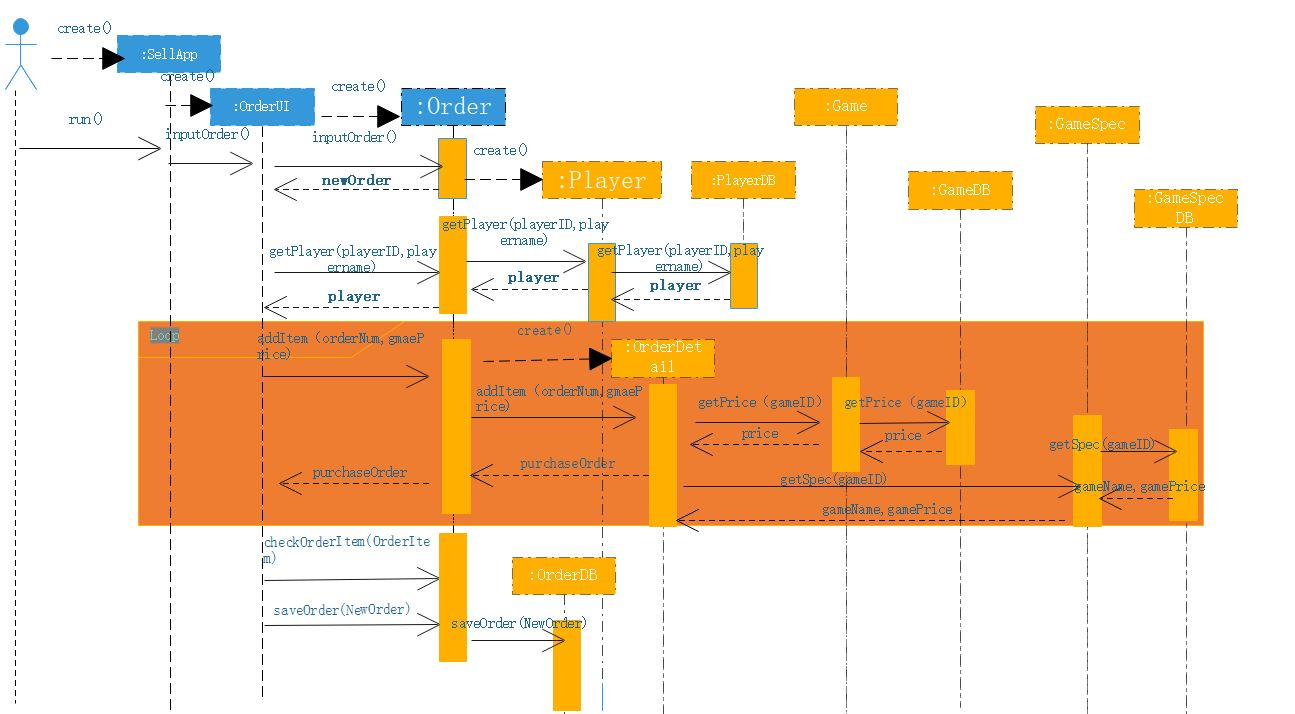 create()
:SellApp
create()
:OrderUI
create()
:Order
:Game
:GameSpec
run()
inputOrder()
inputOrder()
create()
newOrder
:Player
:PlayerDB
:GameDB
:GameSpec
DB
getPlayer(playerID,play
ername)
getPlayer(playerID,play
ername)
getPlayer(playerID,play
ername)
player
player
player
Loop
create()
addItem（orderNum,gmaeP
rice)
:OrderDet
ail
addItem（orderNum,gmaeP
rice)
getPrice（gameID）
getPrice（gameID）
price
price
getSpec(gameID)
purchaseOrder
purchaseOrder
getSpec(gameID)
gameName,gamePrice
gameName,gamePrice
checkOrderItem(OrderIte
m)
:OrderDB
saveOrder(NewOrder)
saveOrder(NewOrder)